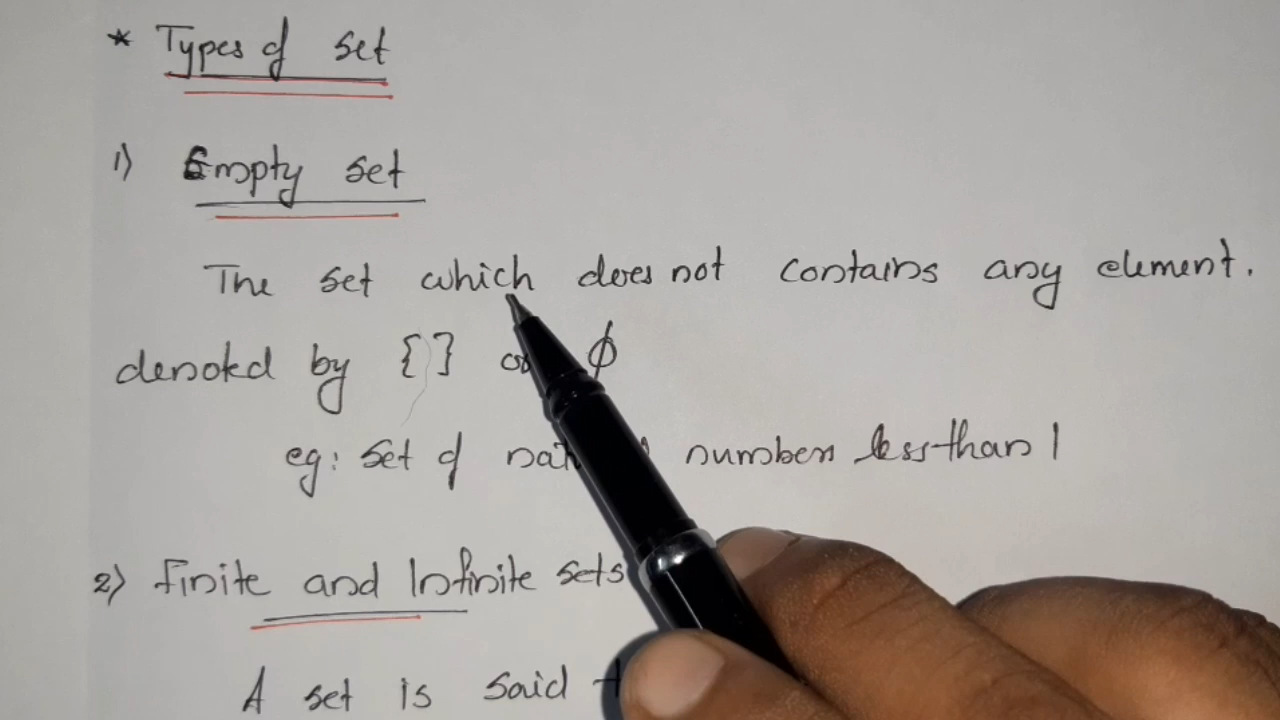 * Types of set
1) Empty set
The set which does not contains any element.
denoted by {} or ϕ
eg: set of numbers less than 1
2) Finite and Infinite sets
A set is said